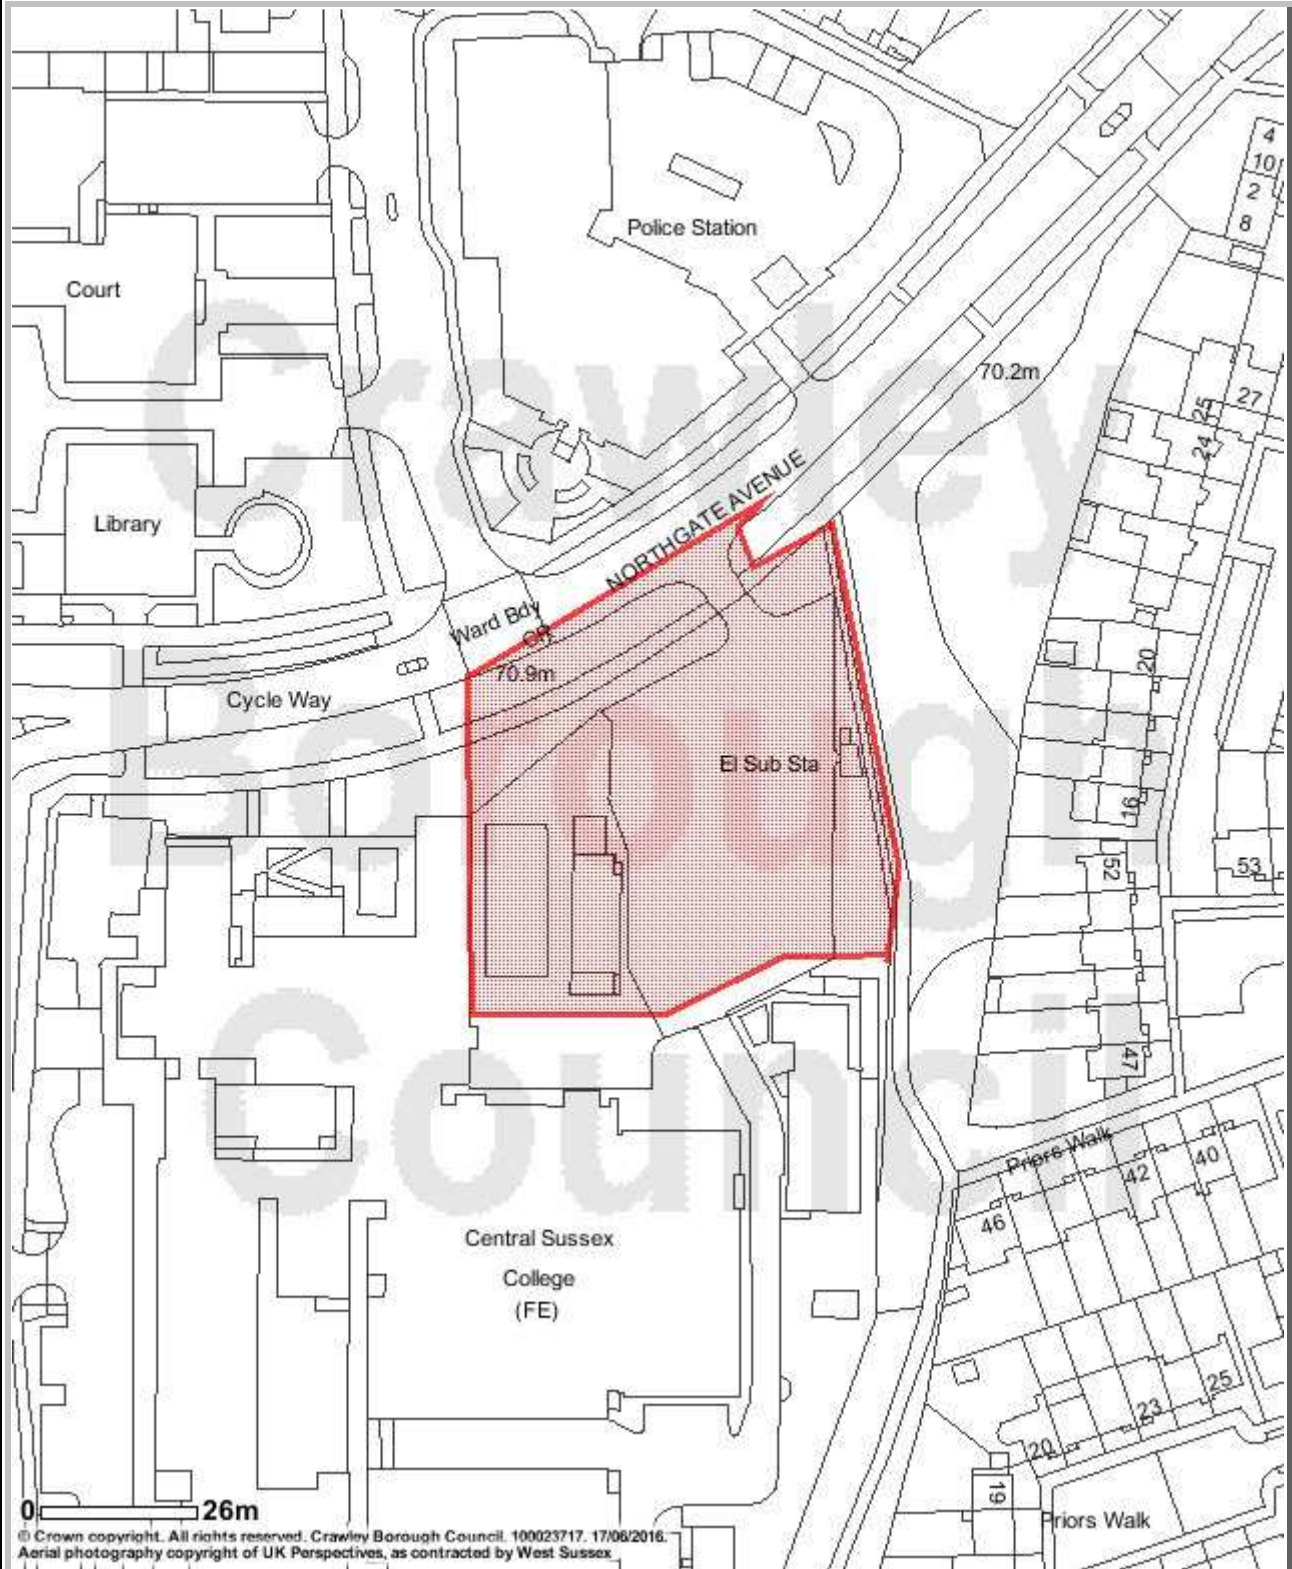 4
10
2
8
Police Station
Court
70.2m
27
25
24
Library
NORTHGATE AVENUE
Ward Bdy
CR
70.9m
Cycle Way
20
El Sub Sta
16
52
53
47
Priors Walk
42
40
46
Central Sussex
College
(FE)
25
23
20
19
Priors Walk
0 26m
© Crown copyright. All rights reserved. Crawley Borough Council. 100023717. 17/06/2016.
Aerial photography copyright of UK Perspectives, as contracted by West Sussex
Crawley
Borough
Council